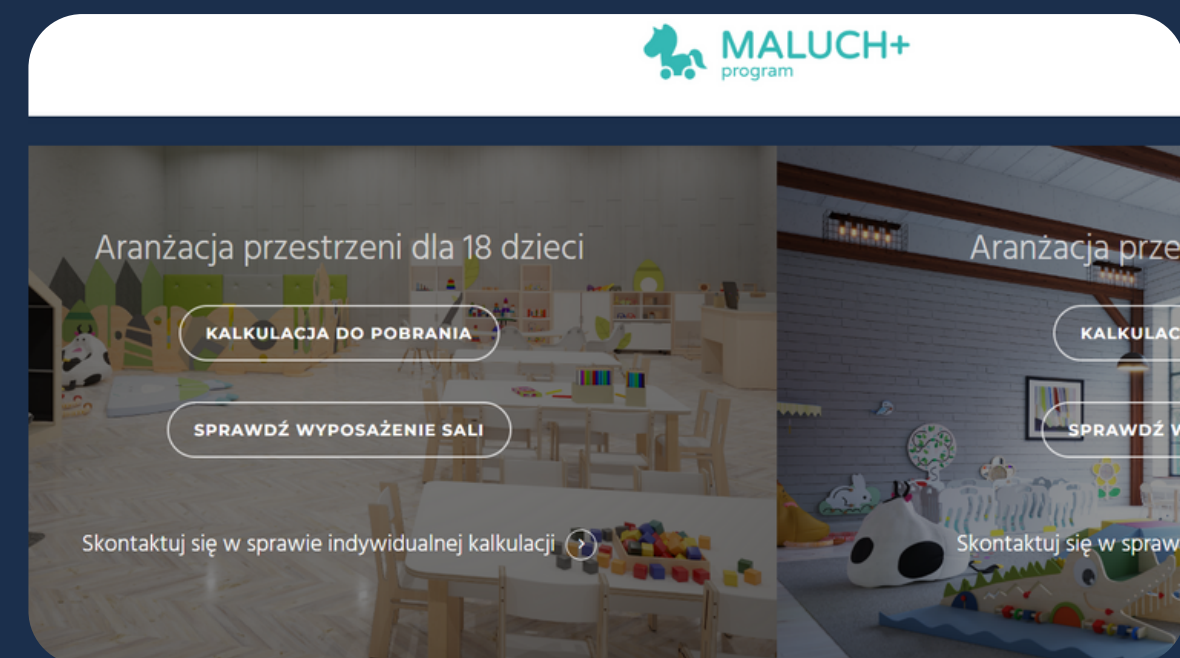 MALUCH+
program
Aranżacja przestrzeni dla 18 dzieci
KALKULACJA DO POBRANIA
SPRAWDŹ WYPOSAŻENIE SALI
Skontaktuj się w sprawie indywidualnej kalkulacji
Aranżacja prze
KALKULAC
SPRAWDŹ W
Skontaktuj się w spraw